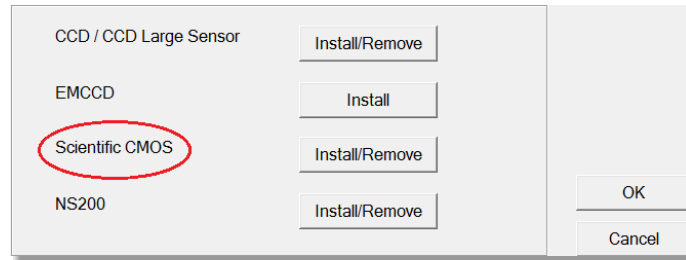 CCD / CCD Large Sensor Install/Remove
EMCCD Install
Scientific CMOS Install/Remove
NS200 Install/Remove
OK
Cancel